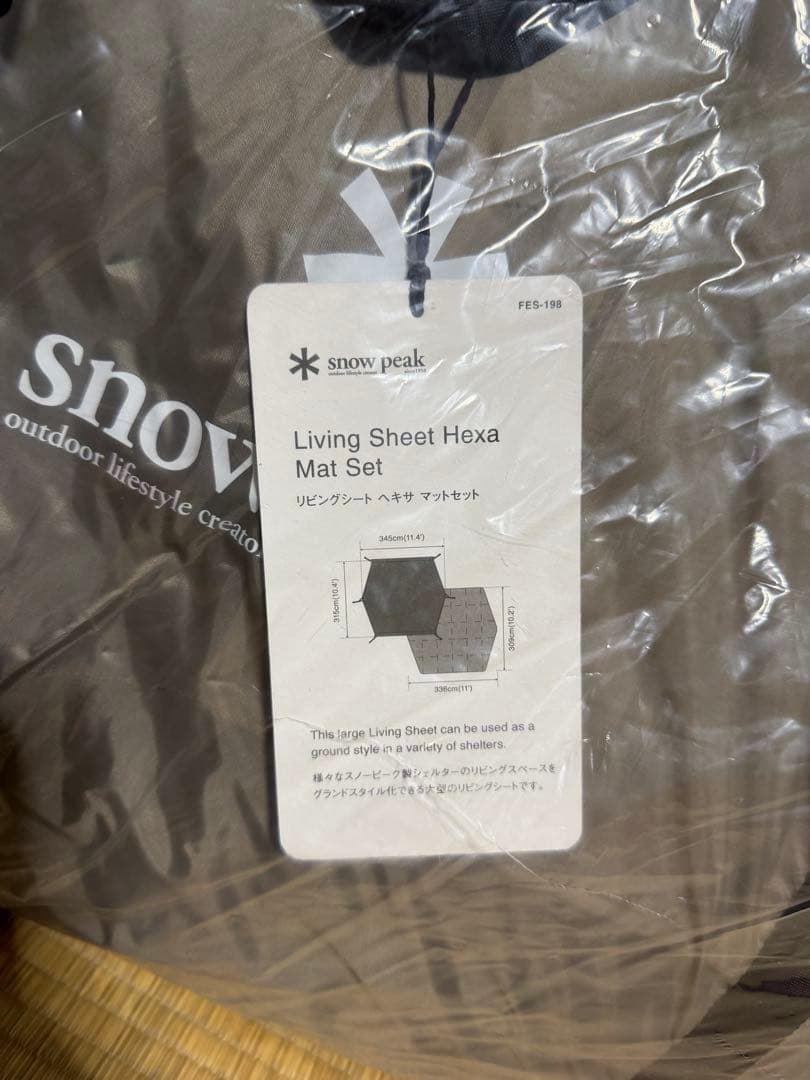 FES-198
snow peak
outdoor lifestyle creator since1958
Living Sheet Hexa
Mat Set
リビングシート ヘキサ マットセット
snow
outdoor lifestyle creato
345cm(11.4')
315cm(10.4')
309cm(10.2')
336cm(11')
This large Living Sheet can be used as a
ground style in a variety of shelters.
様々なスノーピーク製シェルターのリビングスペースを
グランドスタイル化できる大型のリビングシートです。